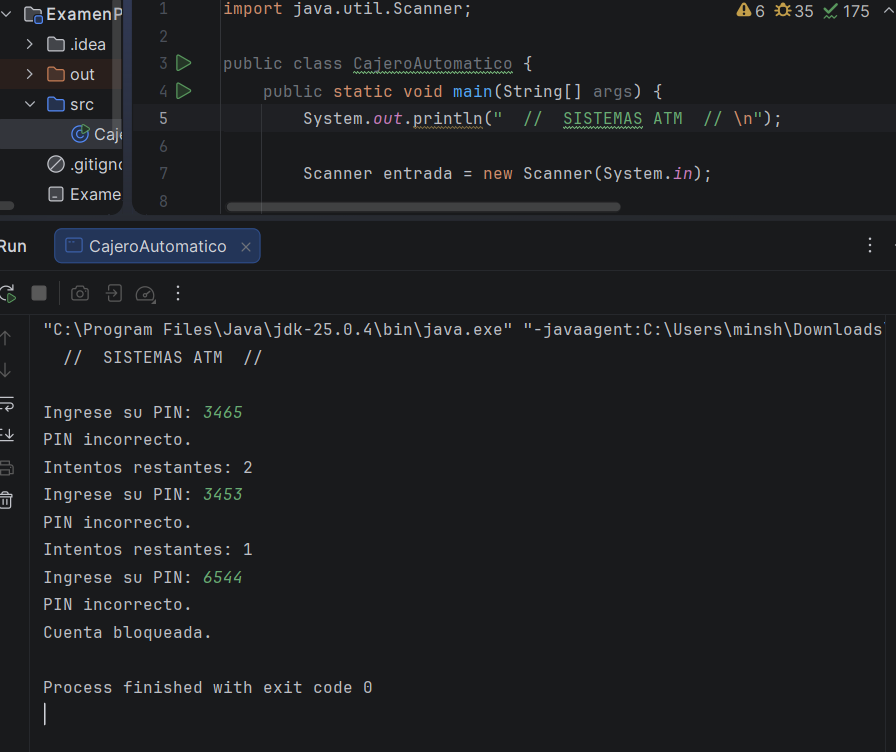 ExamenP
.idea
out
src
Caje
.gitigno
Exame
6 35 175
1 import java.util.Scanner;
2
3 public class CajeroAutomatico {
4 public static void main(String[] args) {
5 System.out.println("  //  SISTEMAS ATM  // \n");
6
7 Scanner entrada = new Scanner(System.in);
8
Run CajeroAutomatico
"C:\Program Files\Java\jdk-25.0.4\bin\java.exe" "-javaagent:C:\Users\minsh\Downloads
//  SISTEMAS ATM  //
Ingrese su PIN: 3465
PIN incorrecto.
Intentos restantes: 2
Ingrese su PIN: 3453
PIN incorrecto.
Intentos restantes: 1
Ingrese su PIN: 6544
PIN incorrecto.
Cuenta bloqueada.
Process finished with exit code 0